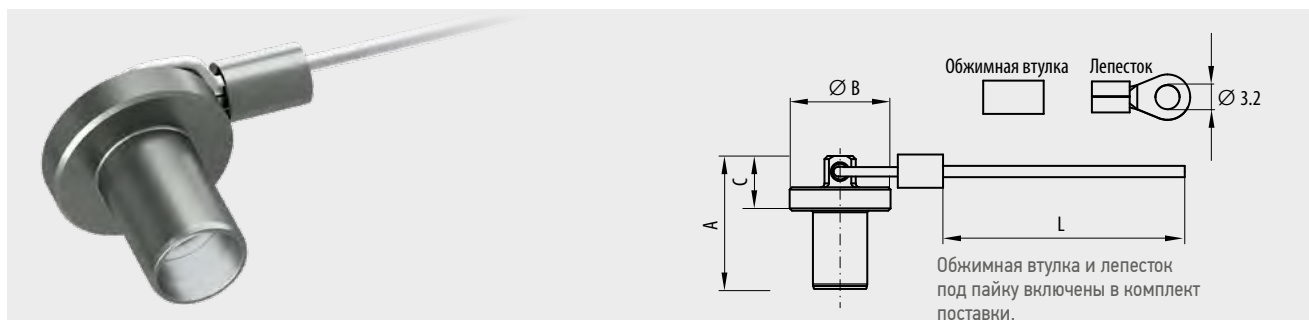 Обжимная втулка
Лепесток
∅ B
∅ 3.2
C
A
L
Обжимная втулка и лепесток
под пайку включены в комплект
поставки.